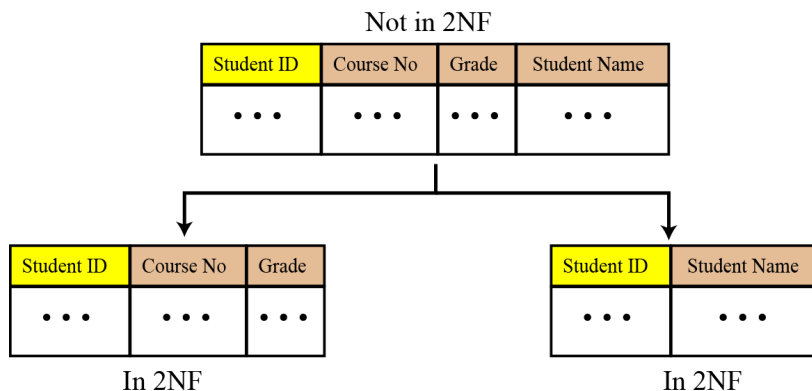 Not in 2NF
Student ID Course No Grade Student Name
Student ID Course No Grade
Student ID Student Name
In 2NF
In 2NF